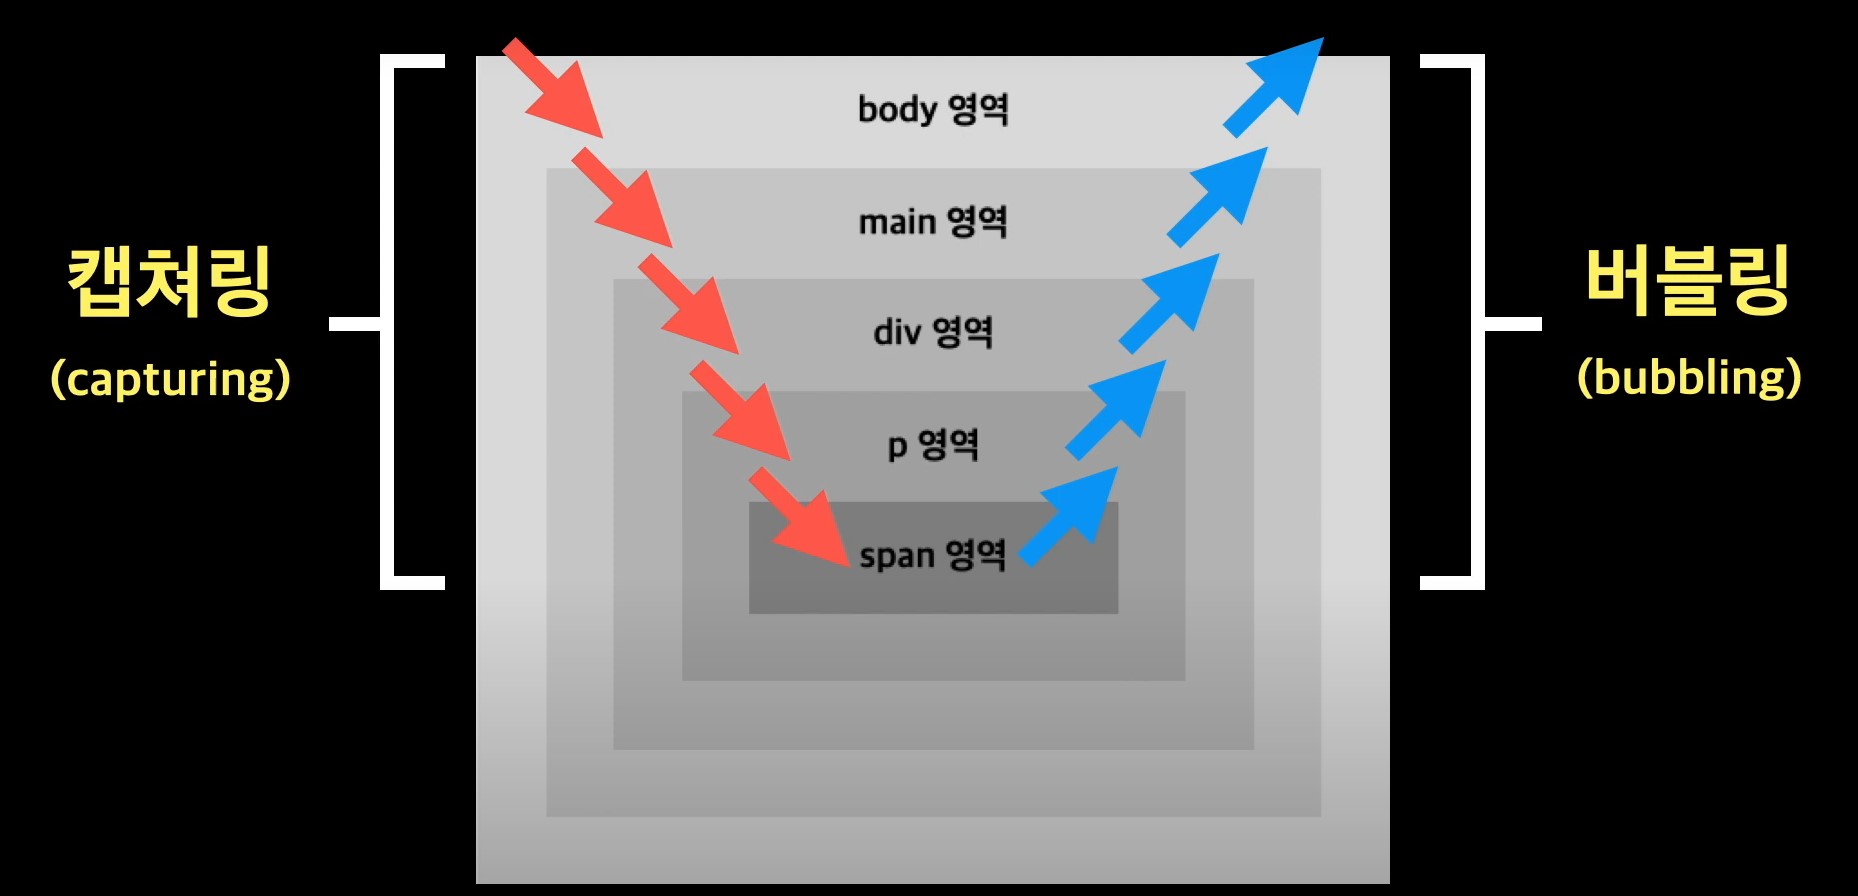 캡쳐링
(capturing)
body 영역
main 영역
div 영역
p 영역
span 영역
버블링
(bubbling)